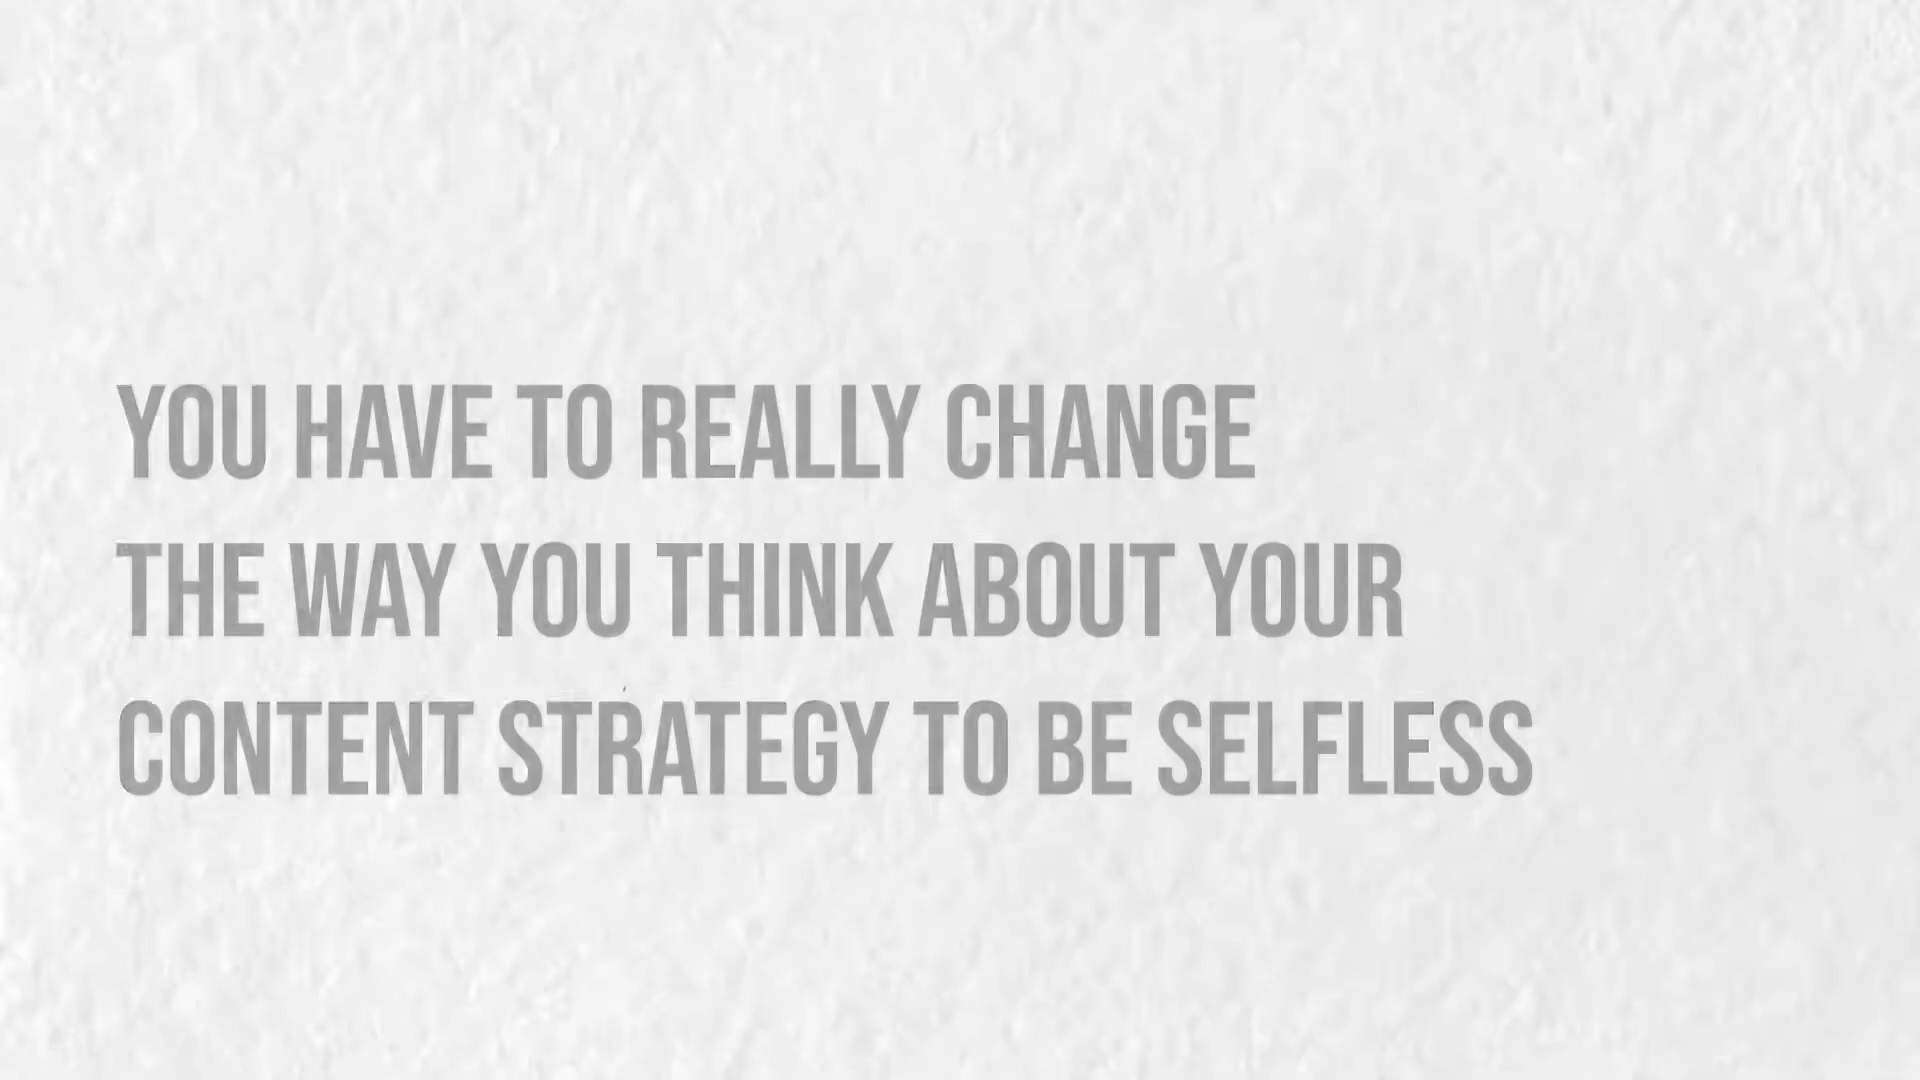 YOU HAVE TO REALLY CHANGE
THE WAY YOU THINK ABOUT YOUR
CONTENT STRATEGY TO BE SELFLESS